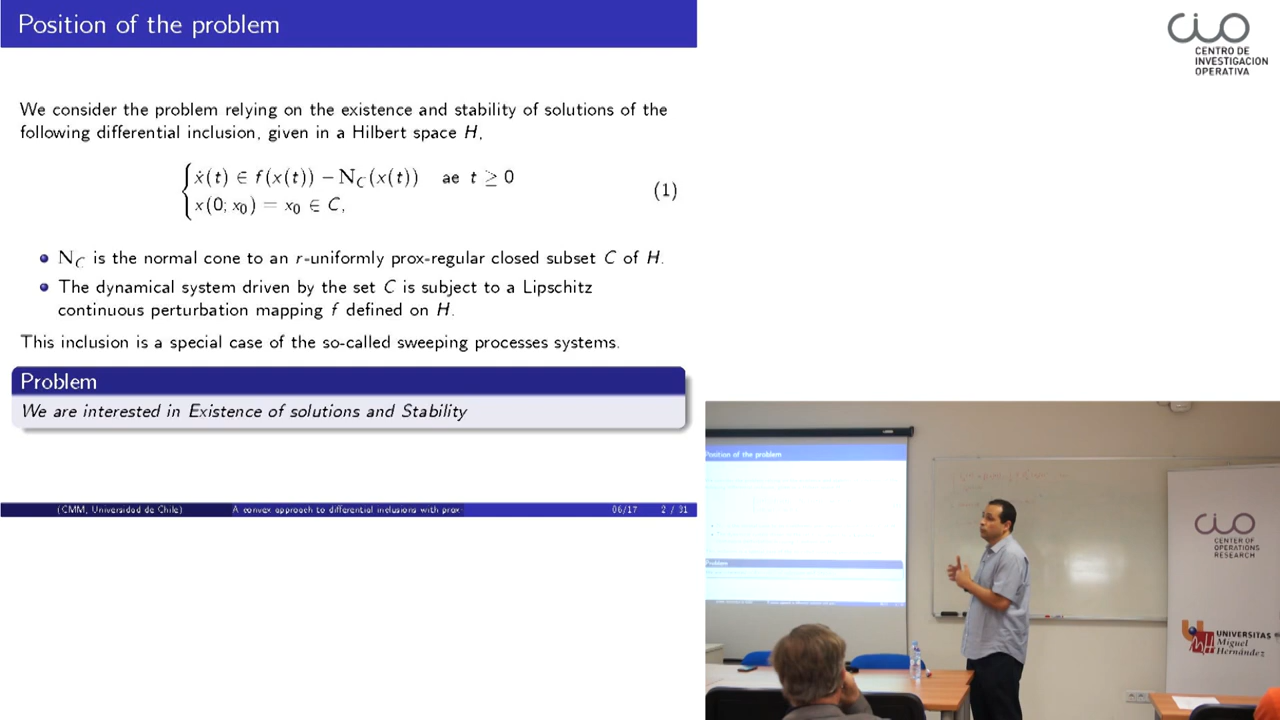 Position of the problem
We consider the problem relying on the existence and stability of solutions of the
following differential inclusion, given in a Hilbert space H,
ẋ(t) ∈ f(x(t)) − N_C(x(t)) ae t ≥ 0
(1)
x(0; x₀) = x₀ ∈ C,
N_C is the normal cone to an r-uniformly prox-regular closed subset C of H.
The dynamical system driven by the set C is subject to a Lipschitz
continuous perturbation mapping f defined on H.
This inclusion is a special case of the so-called sweeping processes systems.
Problem
We are interested in Existence of solutions and Stability
(CMM, Universidad de Chile) A convex approach to differential inclusions with prox 06/17 2 / 31
CIO
CENTRO DE
INVESTIGACION
OPERATIVA
Position of the problem
Problem
CIO
CENTER OF
OPERATIONS
RESEARCH
UNIVERSITAS
Miguel
Hernández